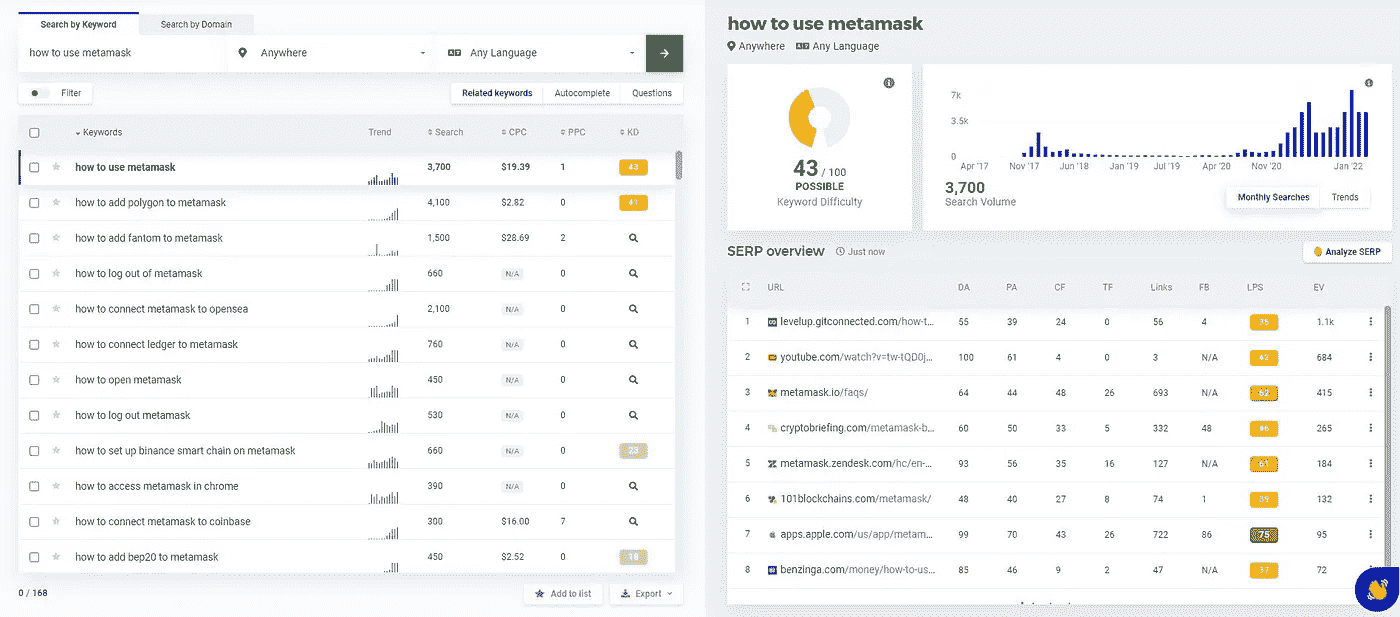 Search by Keyword
Search by Domain
how to use metamask
Anywhere
Any Language
Filter
Related keywords
Autocomplete
Questions
Keywords Trend Search CPC PPC KD
how to use metamask 3,700 $19.39 1 43
how to add polygon to metamask 4,100 $2.82 0 41
how to add fantom to metamask 1,500 $28.69 2
how to log out of metamask 660 N/A 0
how to connect metamask to opensea 2,100 N/A 0
how to connect ledger to metamask 760 N/A 0
how to open metamask 450 N/A 0
how to log out metamask 530 N/A 0
how to set up binance smart chain on metamask 660 N/A 0 23
how to access metamask in chrome 390 N/A 0
how to connect metamask to coinbase 300 $16.00 7
how to add bep20 to metamask 450 $2.52 0 18
0 / 168
Add to list
Export
how to use metamask
Anywhere Any Language
43 / 100
POSSIBLE
Keyword Difficulty
7k
3.5k
0
Apr '17 Nov '17 Jun '18 Jan '19 Jul '19 Apr '20 Nov '20 Jan '22
3,700
Search Volume
Monthly Searches
Trends
SERP overview
Just now
Analyze SERP
URL DA PA CF TF Links FB LPS EV
1 levelup.gitconnected.com/how-t... 55 39 24 0 56 4 35 1.1k
2 youtube.com/watch?v=tw-tQD0j... 100 61 4 0 3 N/A 684
3 metamask.io/faqs/ 64 44 48 26 693 N/A 62 415
4 cryptobriefing.com/metamask-b... 60 50 33 5 332 48 265
5 metamask.zendesk.com/hc/en-... 93 56 35 16 127 N/A 61 184
6 101blockchains.com/metamask/ 48 40 27 8 74 1 39 132
7 apps.apple.com/us/app/metam... 99 70 43 26 722 86 75 95
8 benzinga.com/money/how-to-us... 85 46 9 2 47 N/A 37 72